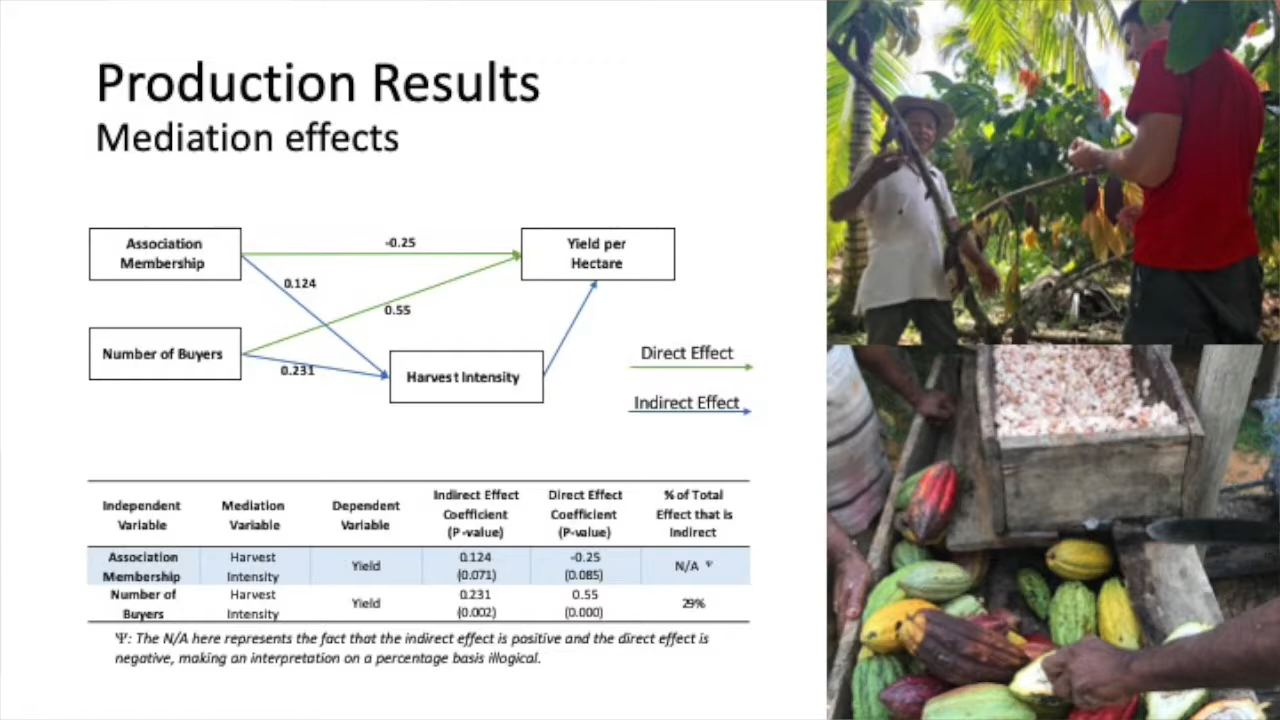 Production Results
Mediation effects
Association
Membership
-0.25
Yield per
Hectare
0.124
0.55
Number of Buyers
0.231
Harvest Intensity
Direct Effect
Indirect Effect
Independent Variable Mediation Variable Dependent Variable Indirect Effect Coefficient (P-value) Direct Effect Coefficient (P-value) % of Total Effect that is Indirect
Association Membership Harvest Intensity Yield 0.124 (0.071) -0.25 (0.085) N/A Ψ
Number of Buyers Harvest Intensity Yield 0.231 (0.002) 0.55 (0.000) 29%
Ψ: The N/A here represents the fact that the indirect effect is positive and the direct effect is
negative, making an interpretation on a percentage basis illogical.